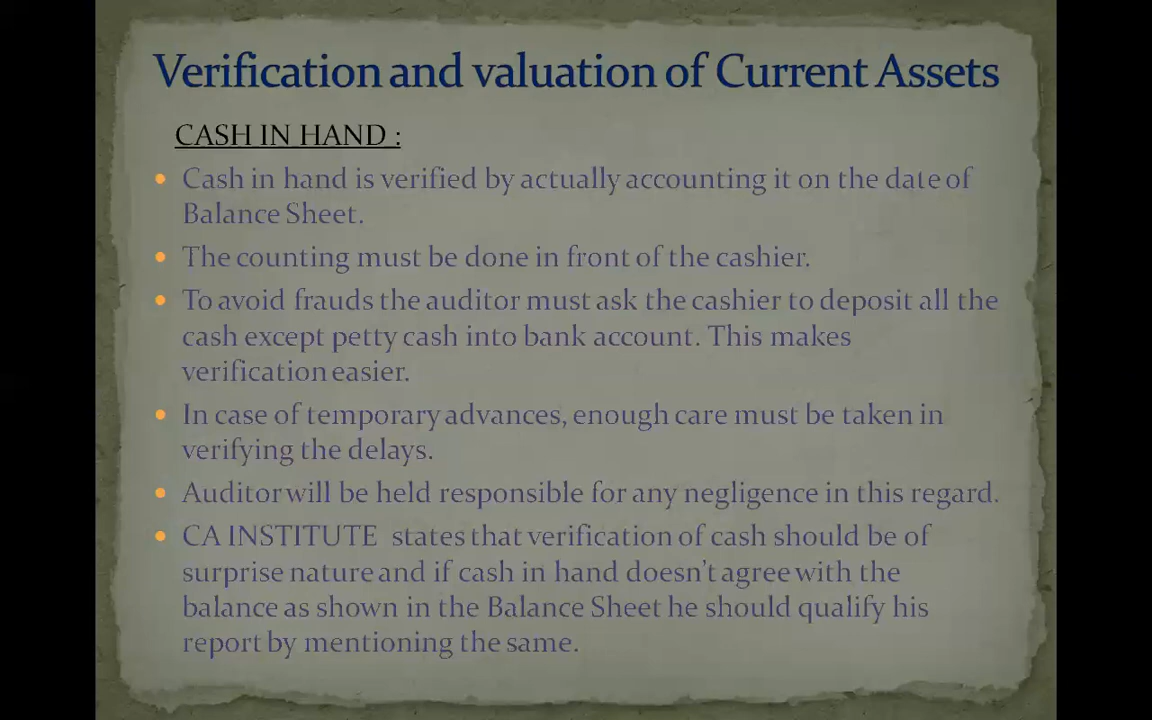 Verification and valuation of Current Assets
CASH IN HAND :
• Cash in hand is verified by actually accounting it on the date of
Balance Sheet.
• The counting must be done in front of the cashier.
• To avoid frauds the auditor must ask the cashier to deposit all the
cash except petty cash into bank account. This makes
verification easier.
• In case of temporary advances, enough care must be taken in
verifying the delays.
• Auditor will be held responsible for any negligence in this regard.
• CA INSTITUTE states that verification of cash should be of
surprise nature and if cash in hand doesn't agree with the
balance as shown in the Balance Sheet he should qualify his
report by mentioning the same.